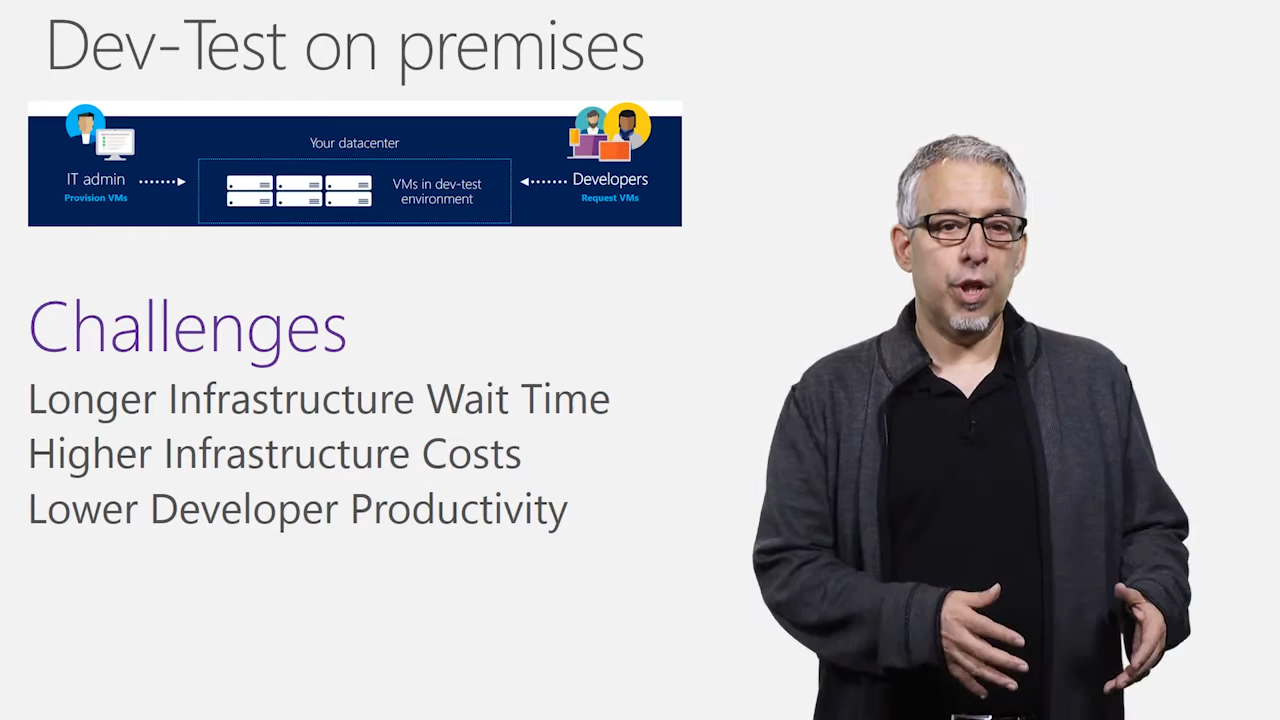 Dev-Test on premises
Your datacenter
IT admin
Provision VMs
VMs in dev-test
environment
Developers
Request VMs
Challenges
Longer Infrastructure Wait Time
Higher Infrastructure Costs
Lower Developer Productivity